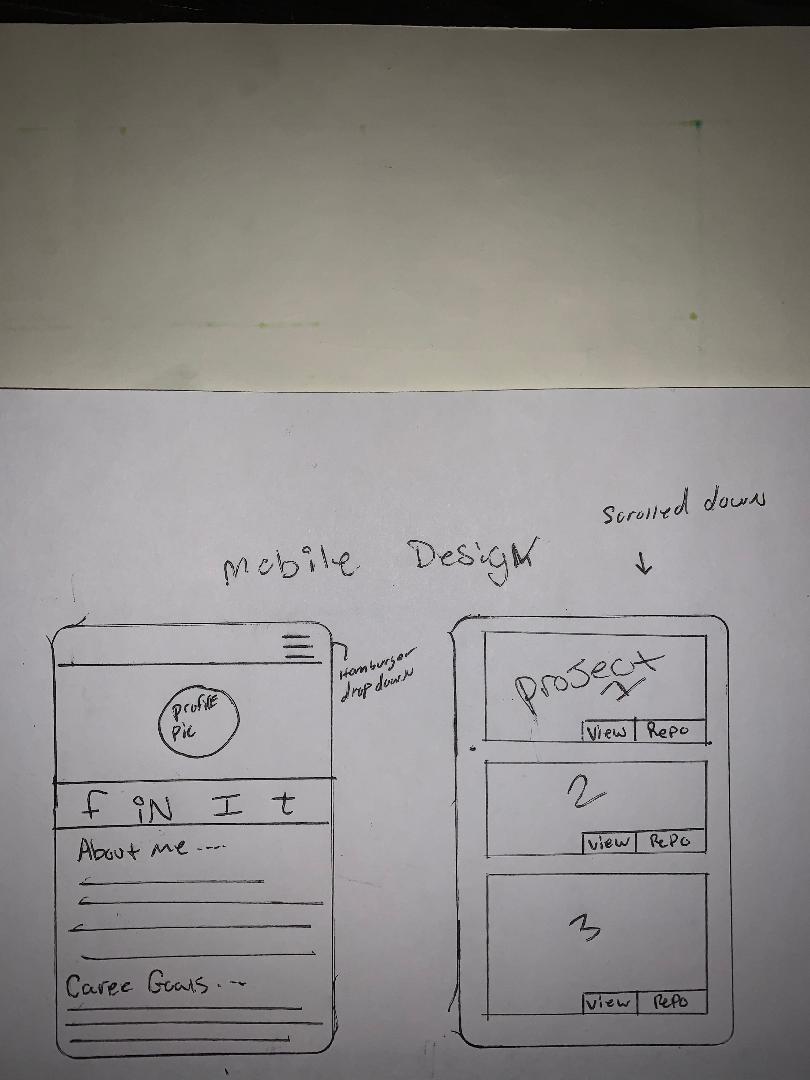 Scrolled down
Mobile Design
Hamburger
drop down
profile
pic
f iN I t
About me ----
Caree Goals. --
project
1
View Repo
2
View RePo
3
View RePo